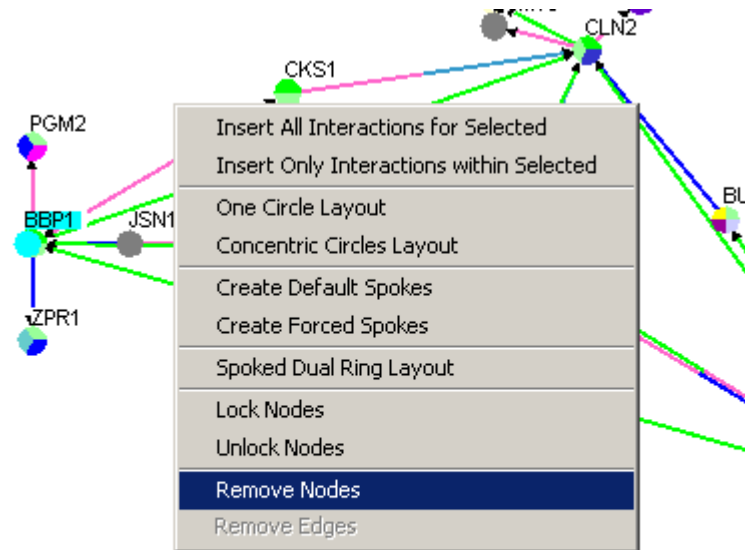 CLN2
CKS1
PGM2
BBP1
JSN1
ZPR1
Insert All Interactions for Selected
Insert Only Interactions within Selected
One Circle Layout
Concentric Circles Layout
Create Default Spokes
Create Forced Spokes
Spoked Dual Ring Layout
Lock Nodes
Unlock Nodes
Remove Nodes
Remove Edges
BU